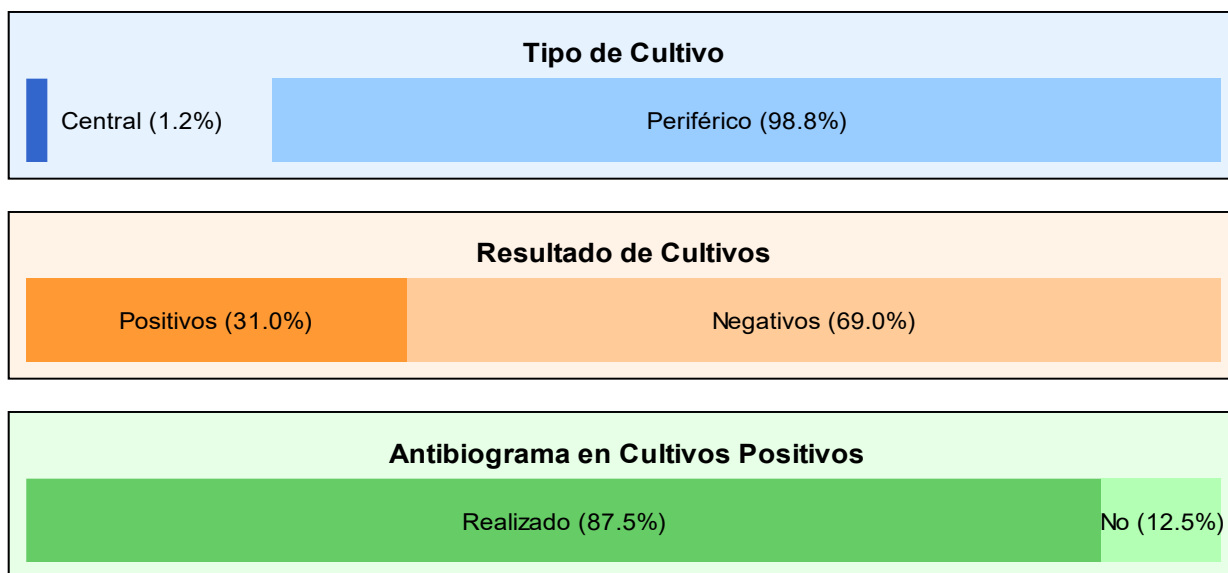 Tipo de Cultivo
Central (1.2%)
Periférico (98.8%)
Resultado de Cultivos
Positivos (31.0%)
Negativos (69.0%)
Antibiograma en Cultivos Positivos
Realizado (87.5%)
No (12.5%)